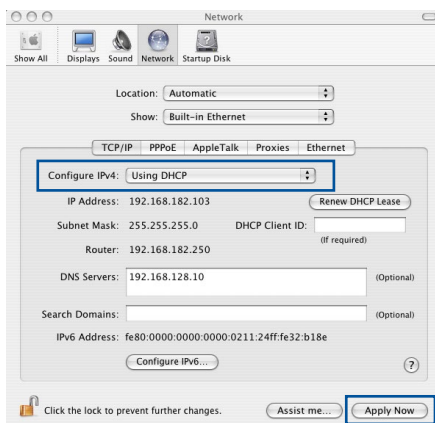 Network
Show All Displays Sound Network Startup Disk
Location: Automatic
Show: Built-in Ethernet
TCP/IP PPPoE AppleTalk Proxies Ethernet
Configure IPv4: Using DHCP
IP Address: 192.168.182.103 Renew DHCP Lease
Subnet Mask: 255.255.255.0 DHCP Client ID:
(If required)
Router: 192.168.182.250
DNS Servers: 192.168.128.10 (Optional)
Search Domains: (Optional)
IPv6 Address: fe80:0000:0000:0000:0211:24ff:fe32:b18e
Configure IPv6... ?
Click the lock to prevent further changes. Assist me... Apply Now